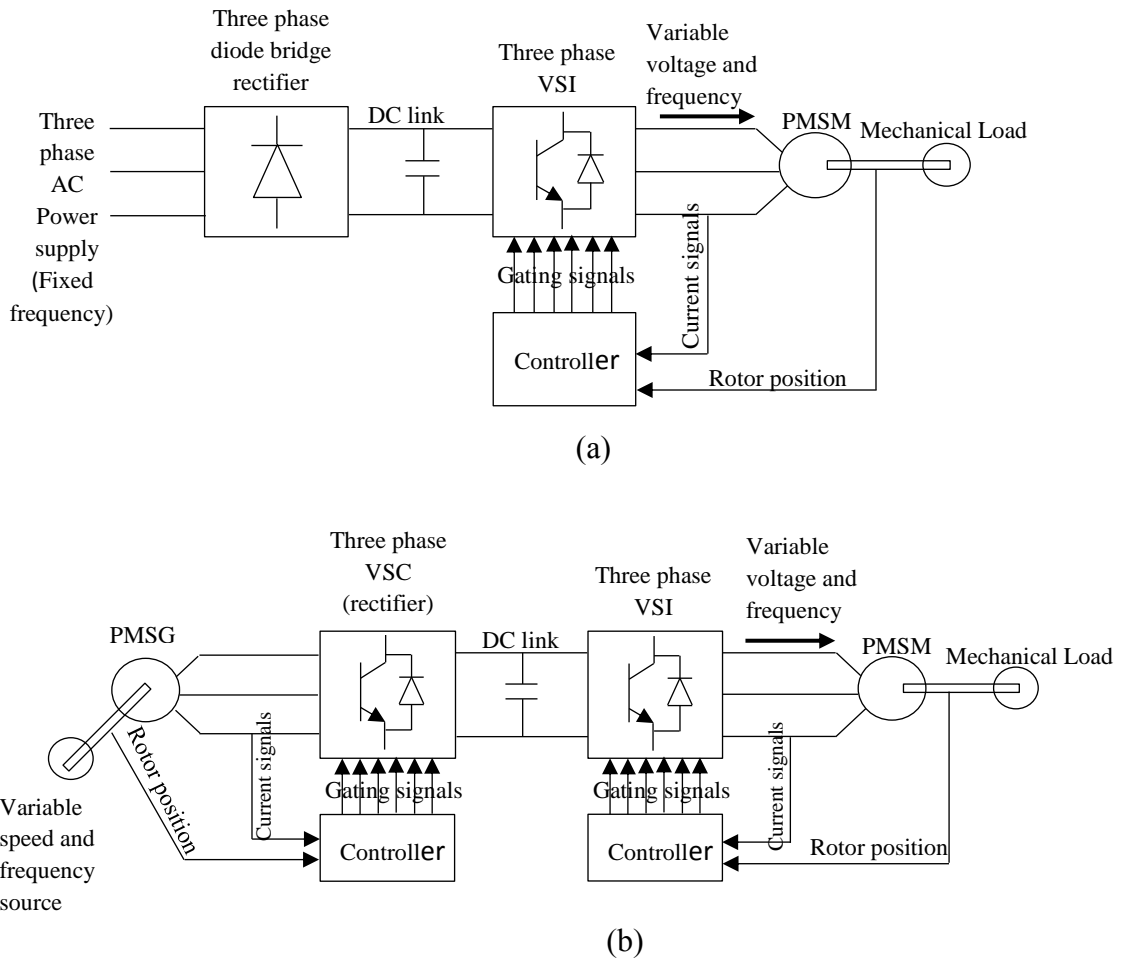 Three phase
diode bridge
rectifier
Three phase
VSI
Variable
voltage and
frequency
Three
phase
AC
Power
supply
(Fixed
frequency)
DC link
PMSM
Mechanical Load
Gating signals
Current signals
Controller
Rotor position
(a)
Three phase
VSC
(rectifier)
Three phase
VSI
Variable
voltage and
frequency
PMSG
DC link
PMSM
Mechanical Load
Rotor position
Current signals
Gating signals
Gating signals
Current signals
Variable
speed and
frequency
source
Controller
Controller
Rotor position
(b)